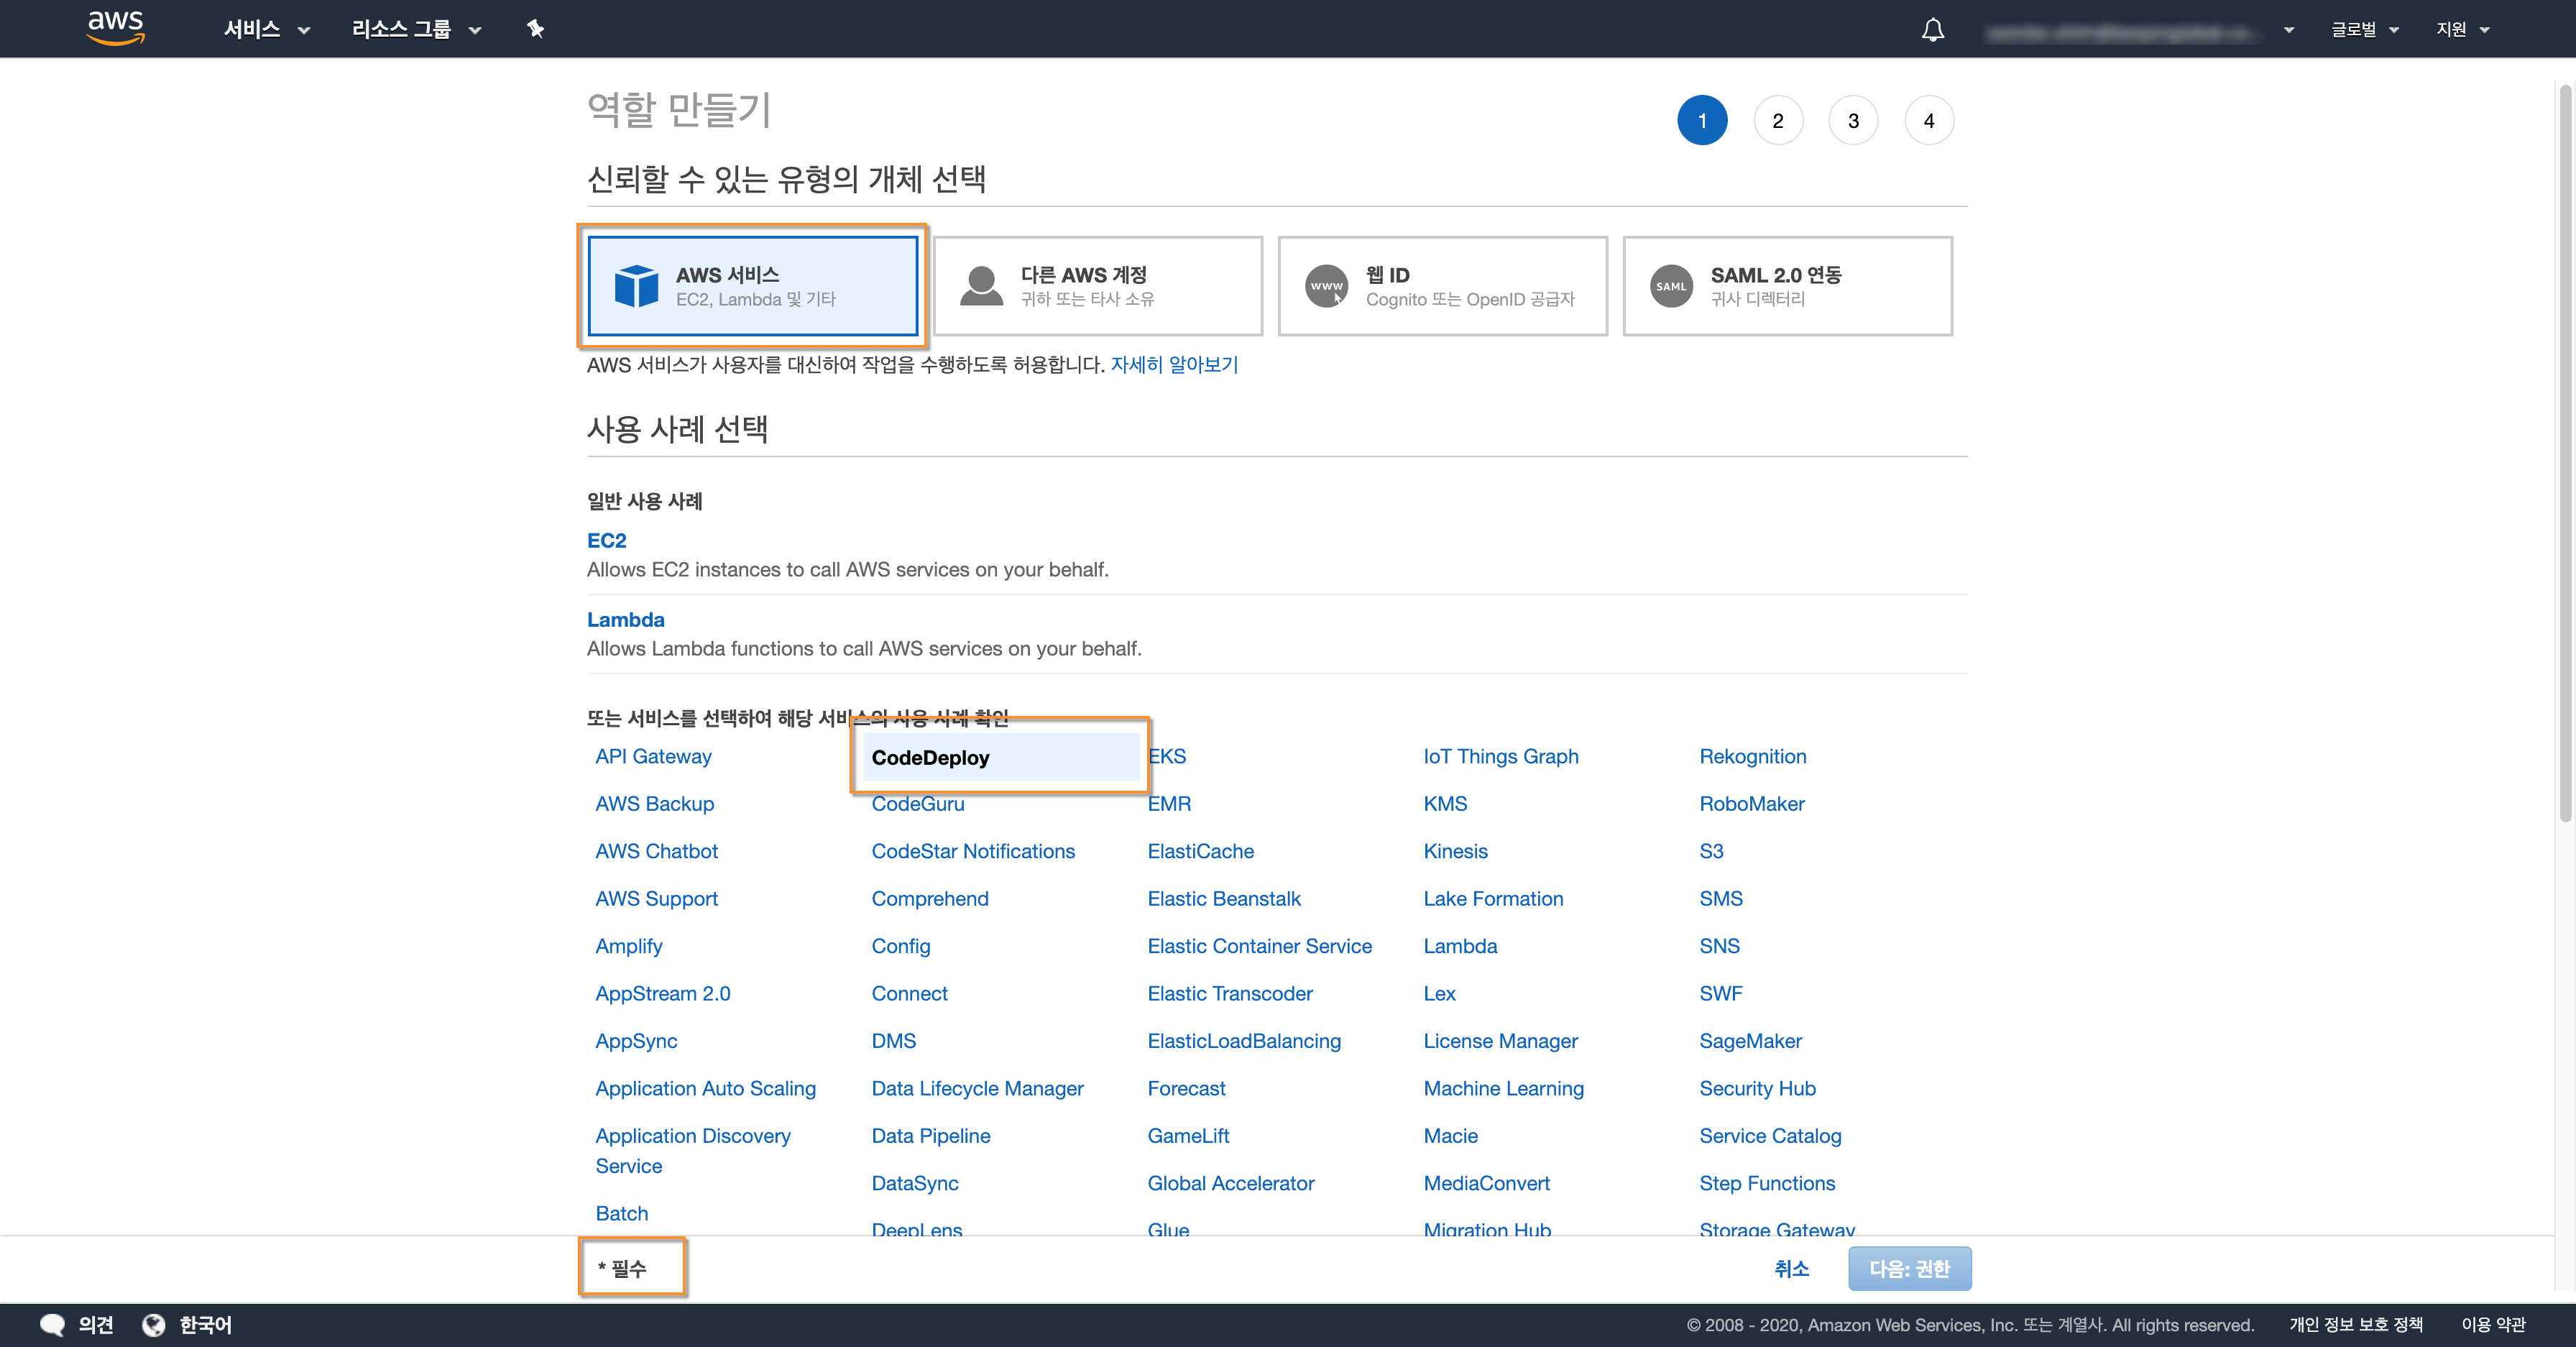 aws 서비스 리소스 그룹 글로벌 지원
역할 만들기
1 2 3 4
신뢰할 수 있는 유형의 개체 선택
AWS 서비스
EC2, Lambda 및 기타
다른 AWS 계정
귀하 또는 타사 소유
www
웹 ID
Cognito 또는 OpenID 공급자
SAML
SAML 2.0 연동
귀사 디렉터리
AWS 서비스가 사용자를 대신하여 작업을 수행하도록 허용합니다. 자세히 알아보기
사용 사례 선택
일반 사용 사례
EC2
Allows EC2 instances to call AWS services on your behalf.
Lambda
Allows Lambda functions to call AWS services on your behalf.
또는 서비스를 선택하여 해당 서비스의 사용 사례 확인
API Gateway
AWS Backup
AWS Chatbot
AWS Support
Amplify
AppStream 2.0
AppSync
Application Auto Scaling
Application Discovery
Service
Batch
CodeDeploy
CodeGuru
CodeStar Notifications
Comprehend
Config
Connect
DMS
Data Lifecycle Manager
Data Pipeline
DataSync
DeepLens
EKS
EMR
ElastiCache
Elastic Beanstalk
Elastic Container Service
Elastic Transcoder
ElasticLoadBalancing
Forecast
GameLift
Global Accelerator
Glue
IoT Things Graph
KMS
Kinesis
Lake Formation
Lambda
Lex
License Manager
Machine Learning
Macie
MediaConvert
Migration Hub
Rekognition
RoboMaker
S3
SMS
SNS
SWF
SageMaker
Security Hub
Service Catalog
Step Functions
Storage Gateway
* 필수
취소
다음: 권한
의견 한국어
© 2008 - 2020, Amazon Web Services, Inc. 또는 계열사. All rights reserved. 개인 정보 보호 정책 이용 약관